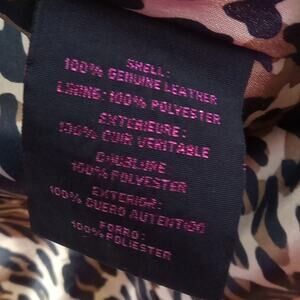 SHELL:
100% GENUINE LEATHER
LINING: 100% POLYESTER
EXTERIEURE:
100% CUIR VERITABLE
DOUBLURE:
100% POLYESTER
EXTERIOR:
100% CUERO AUTENTICO
FORRO:
100% POLIESTER